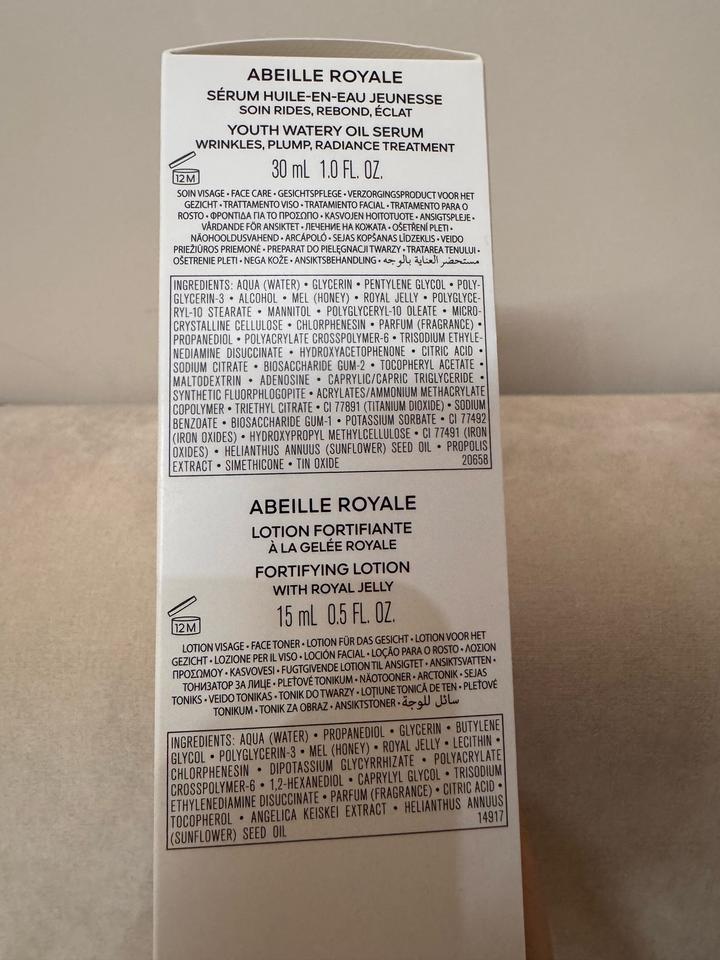 ABEILLE ROYALE
SÉRUM HUILE-EN-EAU JEUNESSE
SOIN RIDES, REBOND, ÉCLAT
YOUTH WATERY OIL SERUM
WRINKLES, PLUMP, RADIANCE TREATMENT
12M
30 mL 1.0 FL. OZ.
SOIN VISAGE • FACE CARE • GESICHTSPFLEGE • VERZORGINGSPRODUCT VOOR HET
GEZICHT • TRATTAMENTO VISO • TRATAMIENTO FACIAL • TRATAMENTO PARA O
ROSTO • ΦΡΟΝΤΙΔΑ ΓΙΑ ΤΟ ΠΡΟΣΩΠΟ • KASVOJEN HOITOTUOTE • ANSIGTSPLEJE •
VÅRDANDE FÖR ANSIKTET • ЛЕЧЕНИЕ НА КОЖАТА • OŠETŘENÍ PLETI •
NÄOHOOLDUSVAHEND • ARCÁPOLÓ • SEJAS KOPŠANAS LĪDZEKLIS • VEIDO
PRIEŽIŪROS PRIEMONĖ • PREPARAT DO PIELĘGNACJI TWARZY • TRATAREA TENULUI •
OŠETRENIE PLETI • NEGA KOŽE • ANSIKTSBEHANDLING • مستحضر العناية بالوجه
INGREDIENTS: AQUA (WATER) • GLYCERIN • PENTYLENE GLYCOL • POLY-
GLYCERIN-3 • ALCOHOL • MEL (HONEY) • ROYAL JELLY • POLYGLYCE-
RYL-10 STEARATE • MANNITOL • POLYGLYCERYL-10 OLEATE • MICRO-
CRYSTALLINE CELLULOSE • CHLORPHENESIN • PARFUM (FRAGRANCE) •
PROPANEDIOL • POLYACRYLATE CROSSPOLYMER-6 • TRISODIUM ETHYLE-
NEDIAMINE DISUCCINATE • HYDROXYACETOPHENONE • CITRIC ACID •
SODIUM CITRATE • BIOSACCHARIDE GUM-2 • TOCOPHERYL ACETATE •
MALTODEXTRIN • ADENOSINE • CAPRYLIC/CAPRIC TRIGLYCERIDE •
SYNTHETIC FLUORPHLOGOPITE • ACRYLATES/AMMONIUM METHACRYLATE
COPOLYMER • TRIETHYL CITRATE • CI 77891 (TITANIUM DIOXIDE) • SODIUM
BENZOATE • BIOSACCHARIDE GUM-1 • POTASSIUM SORBATE • CI 77492
(IRON OXIDES) • HYDROXYPROPYL METHYLCELLULOSE • CI 77491 (IRON
OXIDES) • HELIANTHUS ANNUUS (SUNFLOWER) SEED OIL • PROPOLIS
EXTRACT • SIMETHICONE • TIN OXIDE 20658
ABEILLE ROYALE
LOTION FORTIFIANTE
À LA GELÉE ROYALE
FORTIFYING LOTION
WITH ROYAL JELLY
12M
15 mL 0.5 FL. OZ.
LOTION VISAGE • FACE TONER • LOTION FÜR DAS GESICHT • LOTION VOOR HET
GEZICHT • LOZIONE PER IL VISO • LOCIÓN FACIAL • LOÇÃO PARA O ROSTO • ΛΟΣΙΟΝ
ΠΡΟΣΩΜΟΥ • KASVOVESI • FUGTGIVENDE LOTION TIL ANSIGTET • ANSIKTSVATTEN •
ТОНИЗАТОР ЗА ЛИЦЕ • PLEŤOVÉ TONIKUM • NÄOTOONER • ARCTONIK • SEJAS
TONIKS • VEIDO TONIKAS • TONIK DO TWARZY • LOȚIUNE TONICĂ DE TEN • PLEŤOVÉ
TONIKUM • TONIK ZA OBRAZ • ANSIKTSTONER • سائل للوجة
INGREDIENTS: AQUA (WATER) • PROPANEDIOL • GLYCERIN • BUTYLENE
GLYCOL • POLYGLYCERIN-3 • MEL (HONEY) • ROYAL JELLY • LECITHIN •
CHLORPHENESIN • DIPOTASSIUM GLYCYRRHIZATE • POLYACRYLATE
CROSSPOLYMER-6 • 1,2-HEXANEDIOL • CAPRYLYL GLYCOL • TRISODIUM
ETHYLENEDIAMINE DISUCCINATE • PARFUM (FRAGRANCE) • CITRIC ACID •
TOCOPHEROL • ANGELICA KEISKEI EXTRACT • HELIANTHUS ANNUUS
(SUNFLOWER) SEED OIL 14917